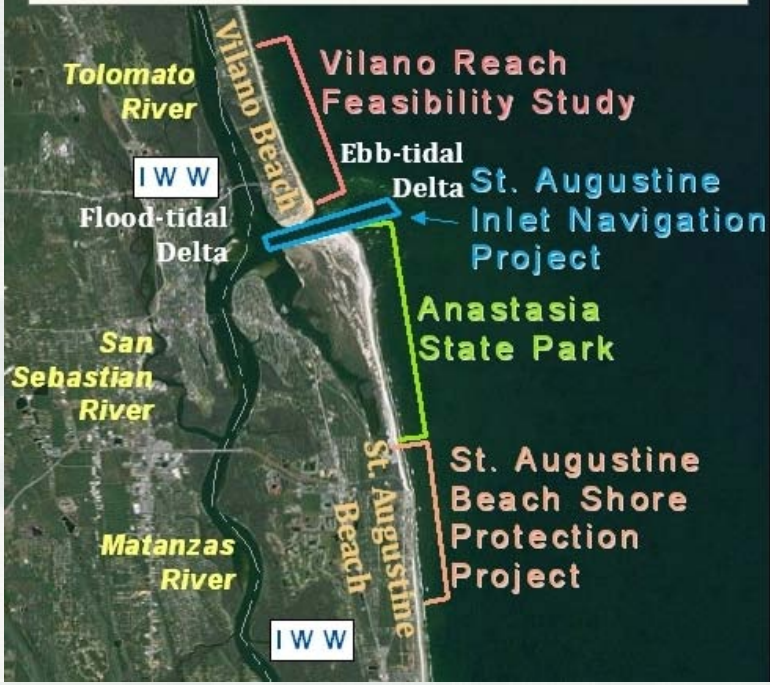 Vilano Beach
Tolomato
River
Vilano Reach
Feasibility Study
IWW
Ebb-tidal
Delta
St. Augustine
Inlet Navigation
Project
Flood-tidal
Delta
Anastasia
State Park
San
Sebastian
River
St. Augustine
Beach
St. Augustine
Beach Shore
Protection
Project
Matanzas
River
IWW